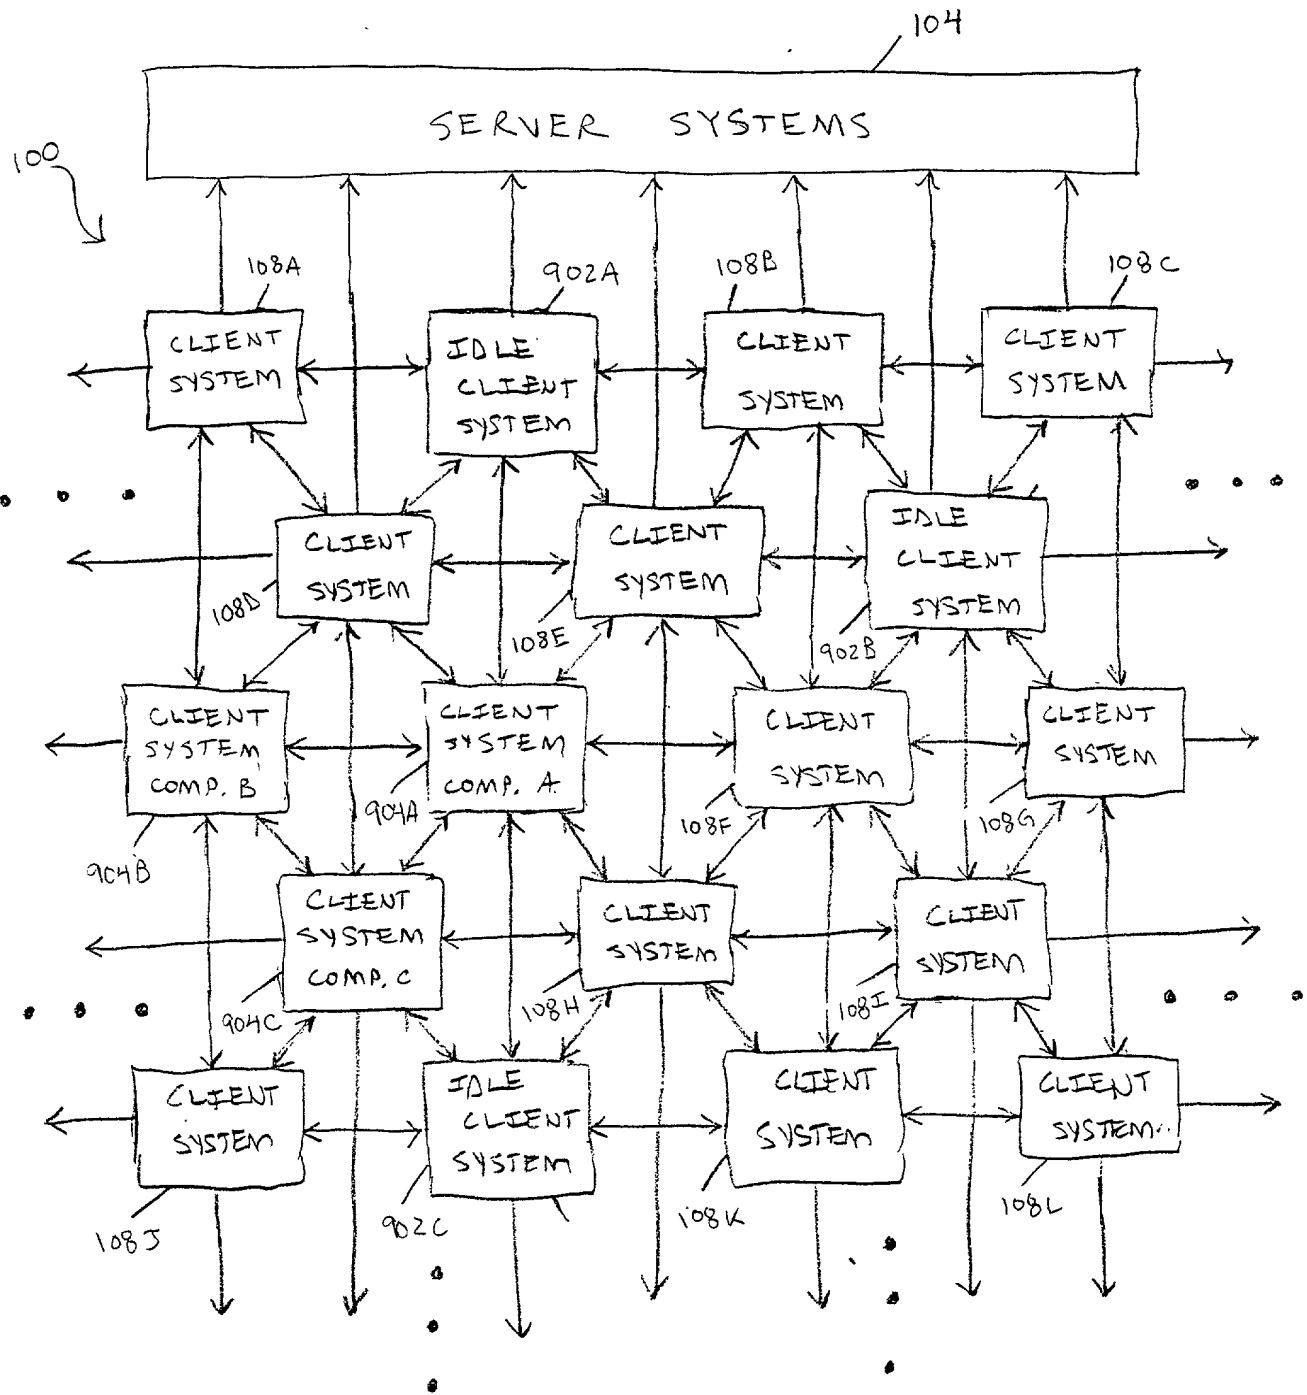 104
SERVER SYSTEMS
100
108A
902A
108B
108C
CLIENT
SYSTEM
IDLE
CLIENT
SYSTEM
CLIENT
SYSTEM
CLIENT
SYSTEM
CLIENT
SYSTEM
108D
CLIENT
SYSTEM
108E
IDLE
CLIENT
SYSTEM
902B
CLIENT
SYSTEM
COMP. B
904B
CLIENT
SYSTEM
COMP. A
904A
CLIENT
SYSTEM
108F
CLIENT
SYSTEM
108G
CLIENT
SYSTEM
COMP. C
904C
CLIENT
SYSTEM
108H
CLIENT
SYSTEM
108I
CLIENT
SYSTEM
108J
IDLE
CLIENT
SYSTEM
902C
CLIENT
SYSTEM
108K
CLIENT
SYSTEM
108L